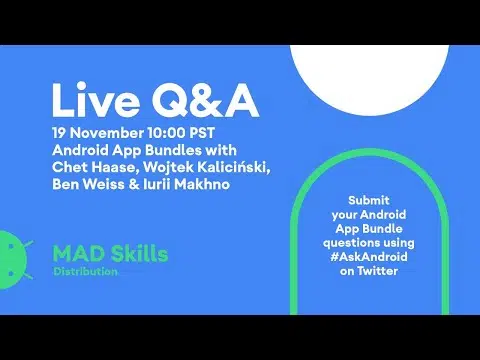 Live Q&A
19 November 10:00 PST
Android App Bundles with
Chet Haase, Wojtek Kaliciński,
Ben Weiss & Iurii Makhno
MAD Skills
Distribution
Submit
your Android
App Bundle
questions using
#AskAndroid
on Twitter